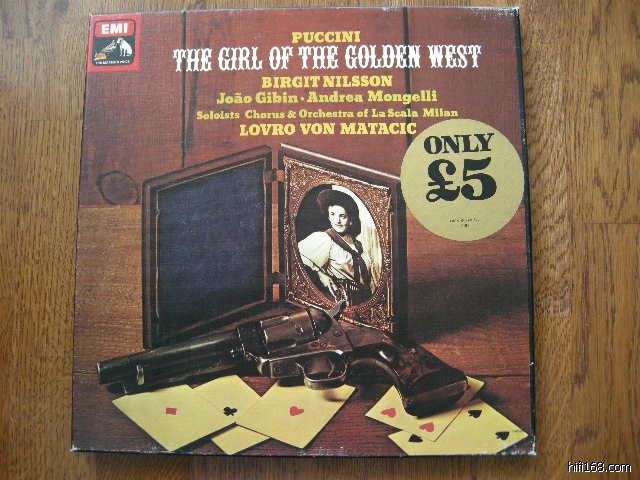 EMI
PUCCINI
THE GIRL OF THE GOLDEN WEST
BIRGIT NILSSON
João Gibin · Andrea Mongelli
Soloists Chorus & Orchestra of La Scala Milan
LOVRO VON MATACIC
ONLY
£5
hifi168.com